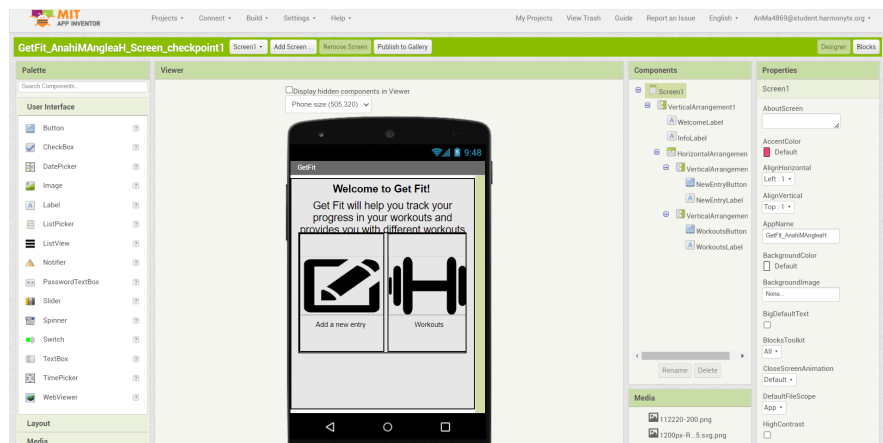 MIT
APP INVENTOR
Projects Connect Build Settings Help
My Projects View Trash Guide Report an Issue English AnMa4869@student.harmonytx.org
GetFit_AnahiMAngleaH_Screen_checkpoint1 Screen1 Add Screen ... Remove Screen Publish to Gallery Designer Blocks
Palette
Search Components...
User Interface
Button
CheckBox
DatePicker
Image
Label
ListPicker
ListView
Notifier
PasswordTextBox
Slider
Spinner
Switch
TextBox
TimePicker
WebViewer
Layout
Media
Viewer
Display hidden components in Viewer
Phone size (505,320)
9:48
GetFit
Welcome to Get Fit!
Get Fit will help you track your
progress in your workouts and
provides you with different workouts
Add a new entry
Workouts
Components
Screen1
VerticalArrangement1
WelcomeLabel
InfoLabel
HorizontalArrangemen
VerticalArrangemen
NewEntryButton
NewEntryLabel
VerticalArrangemen
WorkoutsButton
WorkoutsLabel
Rename Delete
Media
112220-200.png
1200px-R...5.svg.png
Properties
Screen1
AboutScreen
AccentColor
Default
AlignHorizontal
Left : 1
AlignVertical
Top : 1
AppName
GetFit_AnahiMAngleaH
BackgroundColor
Default
BackgroundImage
None...
BigDefaultText
BlocksToolkit
All
CloseScreenAnimation
Default
DefaultFileScope
App
HighContrast